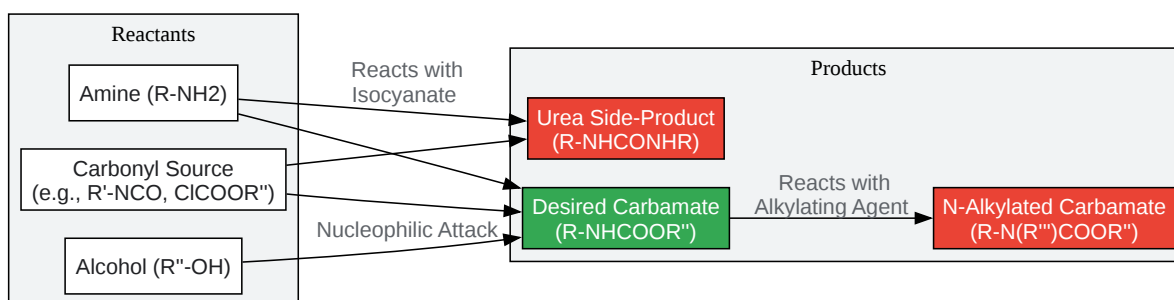 Reactants
Amine (R-NH2)
Carbonyl Source
(e.g., R'-NCO, ClCOOR'')
Alcohol (R''-OH)
Reacts with
Isocyanate
Nucleophilic Attack
Products
Urea Side-Product
(R-NHCONHR)
Desired Carbamate
(R-NHCOOR'')
Reacts with
Alkylating Agent
N-Alkylated Carbamate
(R-N(R''')COOR'')